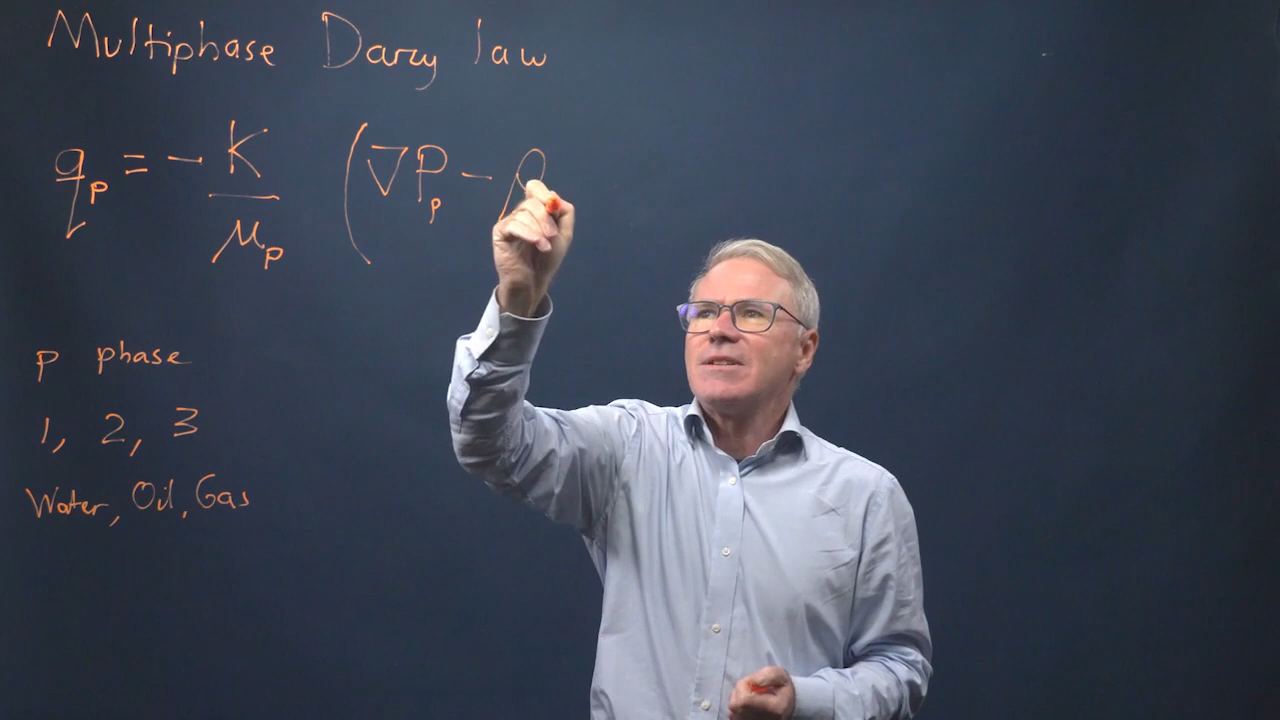 Multiphase Darcy law
q_p = - K / μ_p (∇P_p - ρ
p phase
1, 2, 3
Water, Oil, Gas